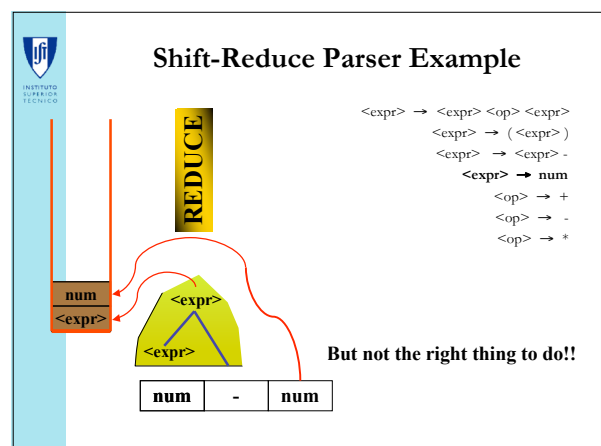 Shift-Reduce Parser Example
INSTITUTO
SUPERIOR
TECNICO
REDUCE
<expr> → <expr> <op> <expr>
<expr> → ( <expr> )
<expr> → <expr> -
<expr> → num
<op> → +
<op> → -
<op> → *
num
<expr>
<expr>
<expr>
But not the right thing to do!!
num - num